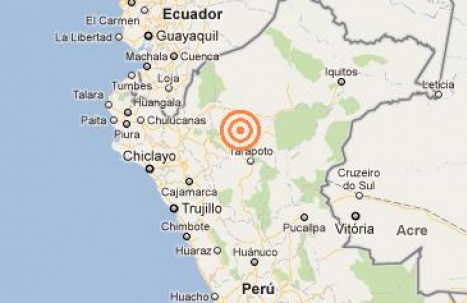 Ecuador
El Carmen
La Libertad
Guayaquil
Machala
Cuenca
Loja
Tumbes
Iquitos
Leticia
Talara
Huangala
Paita
Chulucanas
Piura
Chiclayo
Tarapoto
Cajamarca
Cruzeiro
do Sul
Trujillo
Chimbote
Pucalpa
Vitória
Acre
Huaraz
Huánuco
Perú
Huacho